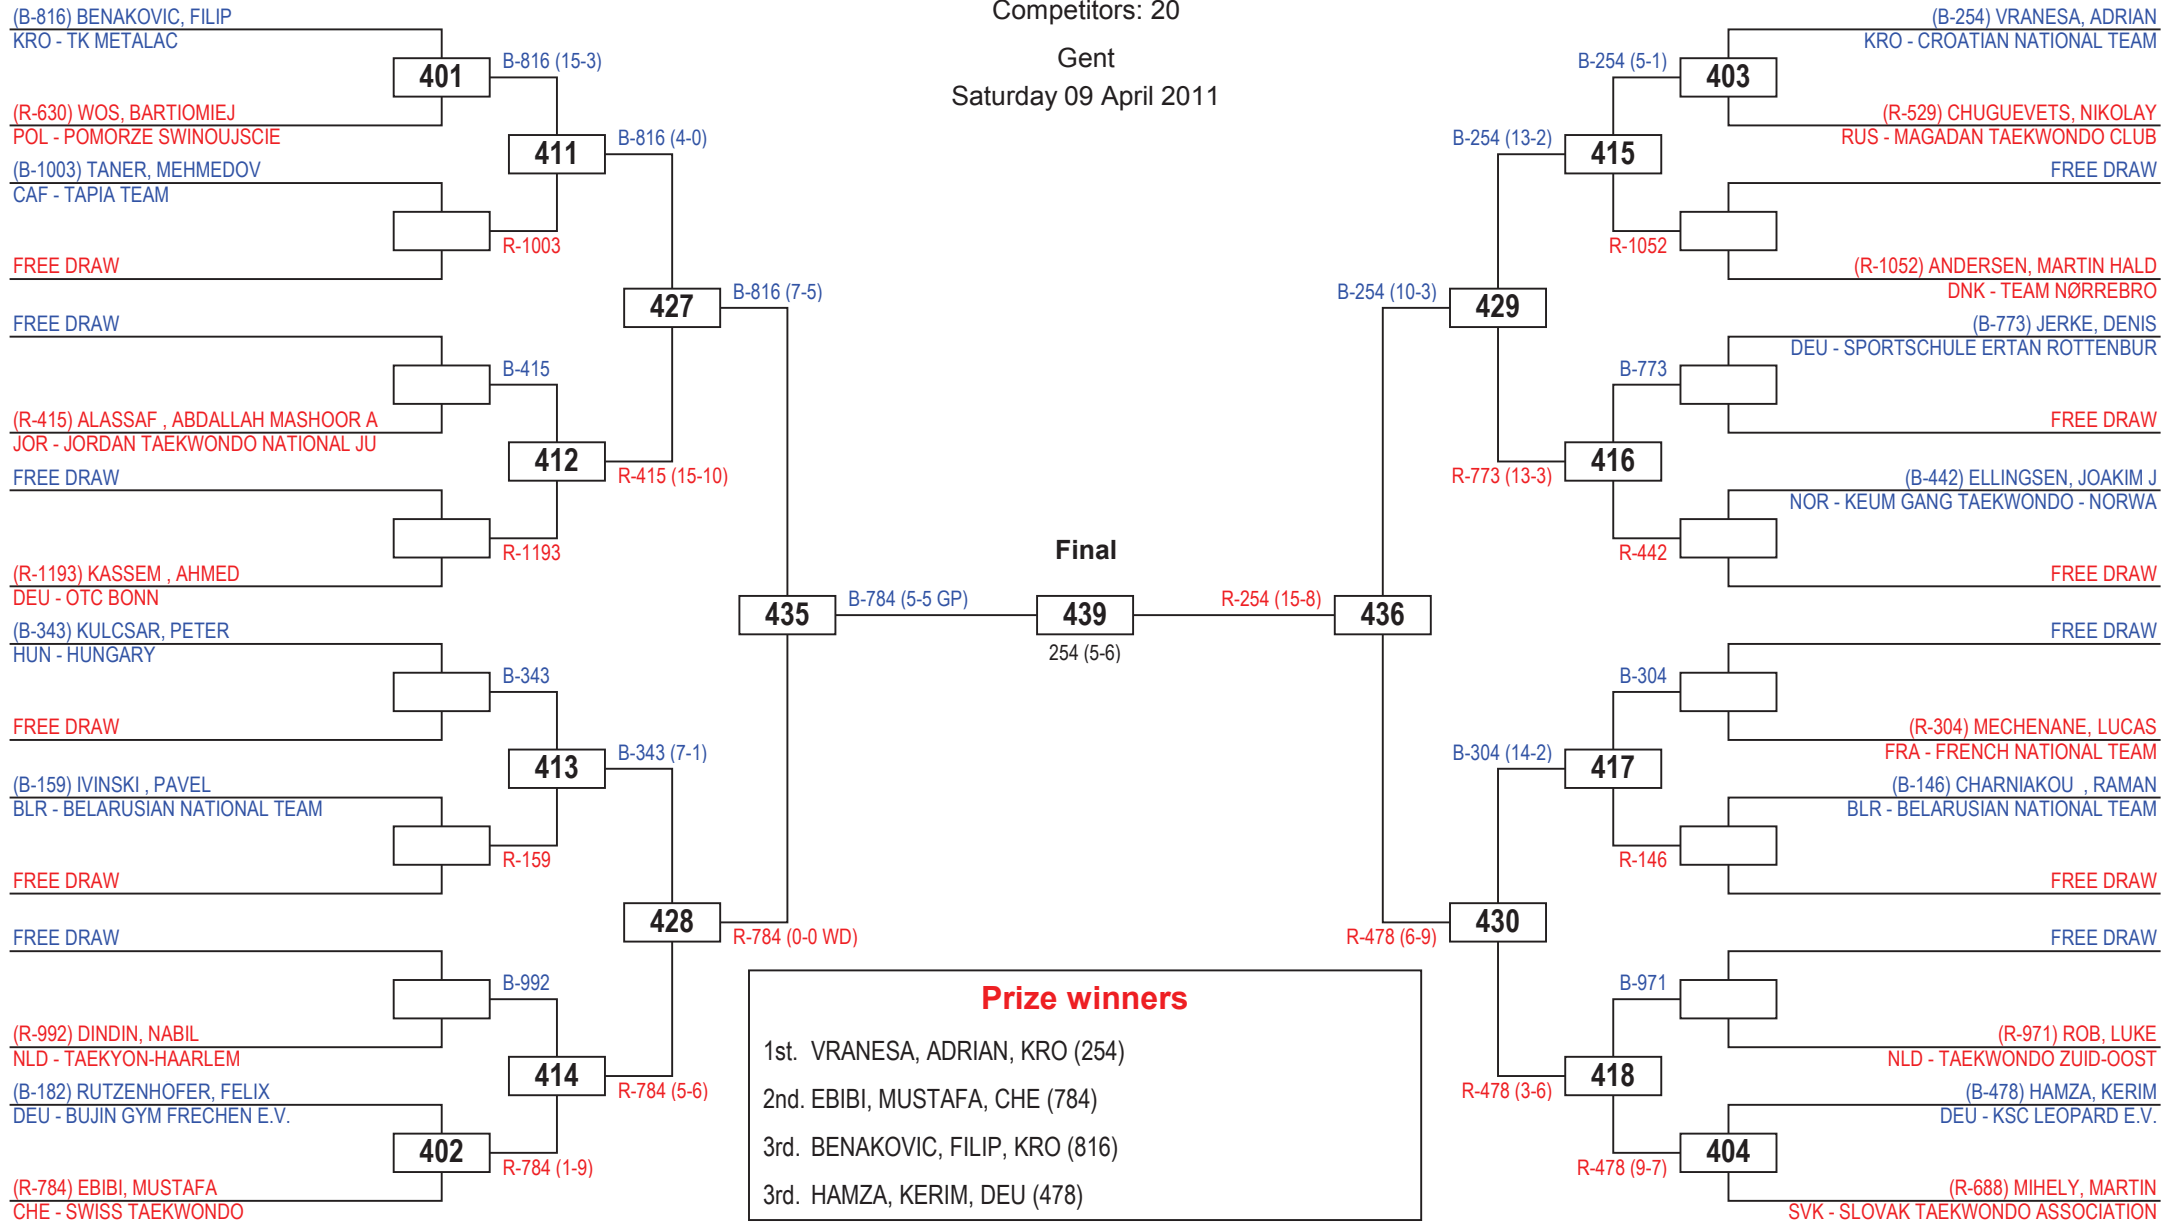 Competitors: 20
Gent
Saturday 09 April 2011
(B-816) BENAKOVIC, FILIP
KRO - TK METALAC
401
B-816 (15-3)
(R-630) WOS, BARTIOMIEJ
POL - POMORZE SWINOUJSCIE
411
B-816 (4-0)
(B-1003) TANER, MEHMEDOV
CAF - TAPIA TEAM
R-1003
FREE DRAW
427
B-816 (7-5)
FREE DRAW
B-415
(R-415) ALASSAF , ABDALLAH MASHOOR A
JOR - JORDAN TAEKWONDO NATIONAL JU
412
R-415 (15-10)
FREE DRAW
R-1193
(R-1193) KASSEM , AHMED
DEU - OTC BONN
435
B-784 (5-5 GP)
(B-343) KULCSAR, PETER
HUN - HUNGARY
B-343
FREE DRAW
413
B-343 (7-1)
(B-159) IVINSKI , PAVEL
BLR - BELARUSIAN NATIONAL TEAM
R-159
FREE DRAW
428
R-784 (0-0 WD)
FREE DRAW
B-992
(R-992) DINDIN, NABIL
NLD - TAEKYON-HAARLEM
414
R-784 (5-6)
(B-182) RUTZENHOFER, FELIX
DEU - BUJIN GYM FRECHEN E.V.
402
R-784 (1-9)
(R-784) EBIBI, MUSTAFA
CHE - SWISS TAEKWONDO
Final
439
254 (5-6)
(B-254) VRANESA, ADRIAN
KRO - CROATIAN NATIONAL TEAM
B-254 (5-1)
403
(R-529) CHUGUEVETS, NIKOLAY
RUS - MAGADAN TAEKWONDO CLUB
B-254 (13-2)
415
FREE DRAW
R-1052
(R-1052) ANDERSEN, MARTIN HALD
DNK - TEAM NØRREBRO
B-254 (10-3)
429
(B-773) JERKE, DENIS
DEU - SPORTSCHULE ERTAN ROTTENBUR
B-773
FREE DRAW
R-773 (13-3)
416
(B-442) ELLINGSEN, JOAKIM J
NOR - KEUM GANG TAEKWONDO - NORWA
R-442
FREE DRAW
R-254 (15-8)
436
FREE DRAW
B-304
(R-304) MECHENANE, LUCAS
FRA - FRENCH NATIONAL TEAM
B-304 (14-2)
417
(B-146) CHARNIAKOU , RAMAN
BLR - BELARUSIAN NATIONAL TEAM
R-146
FREE DRAW
R-478 (6-9)
430
FREE DRAW
B-971
(R-971) ROB, LUKE
NLD - TAEKWONDO ZUID-OOST
R-478 (3-6)
418
(B-478) HAMZA, KERIM
DEU - KSC LEOPARD E.V.
R-478 (9-7)
404
(R-688) MIHELY, MARTIN
SVK - SLOVAK TAEKWONDO ASSOCIATION
Prize winners
1st. VRANESA, ADRIAN, KRO (254)
2nd. EBIBI, MUSTAFA, CHE (784)
3rd. BENAKOVIC, FILIP, KRO (816)
3rd. HAMZA, KERIM, DEU (478)